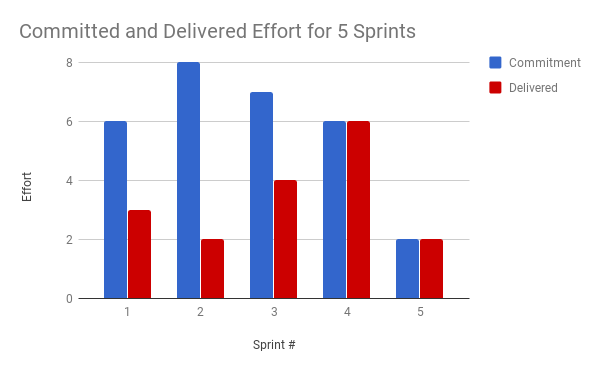 Committed and Delivered Effort for 5 Sprints
Commitment
Delivered
8
6
4
2
0
Effort
1 2 3 4 5
Sprint #